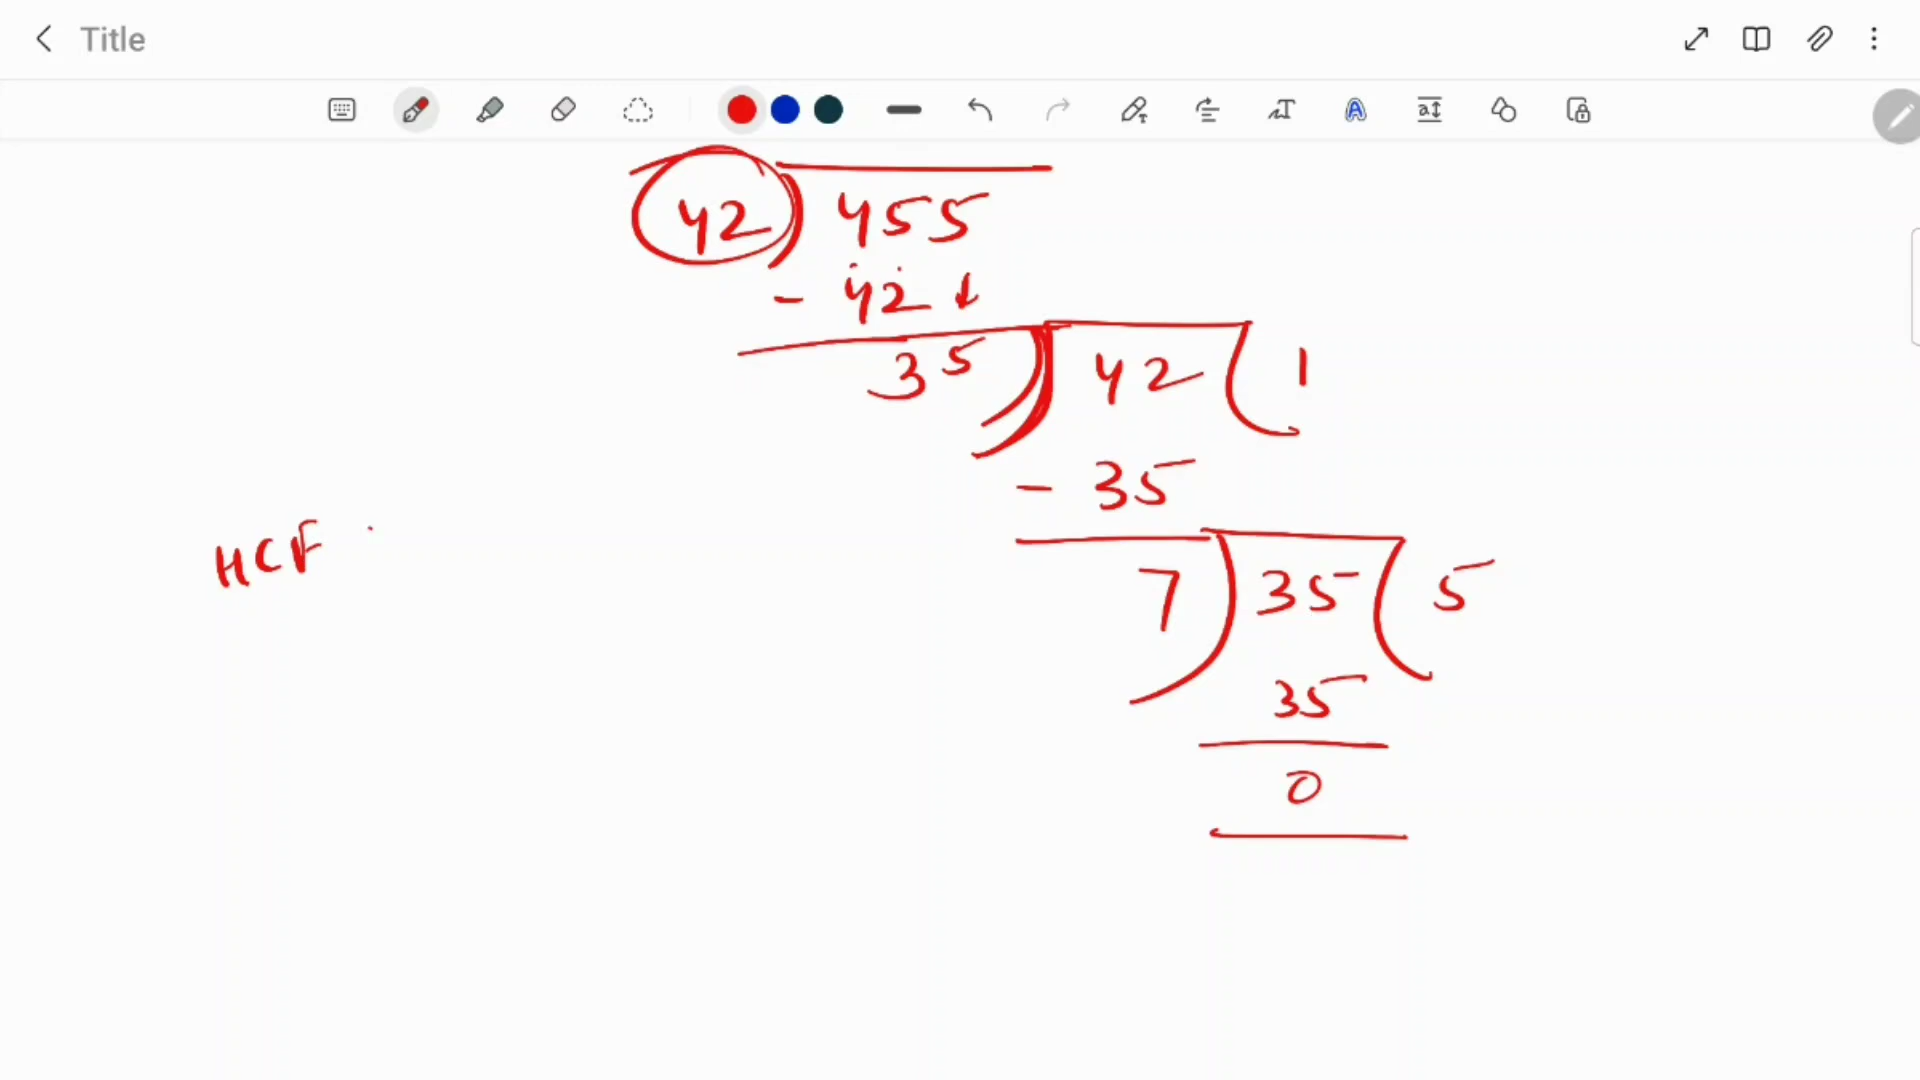 Title
42 ) 455
- 42 ↓
35 ) 42 ( 1
- 35
HCF
7 ) 35 ( 5
35
0